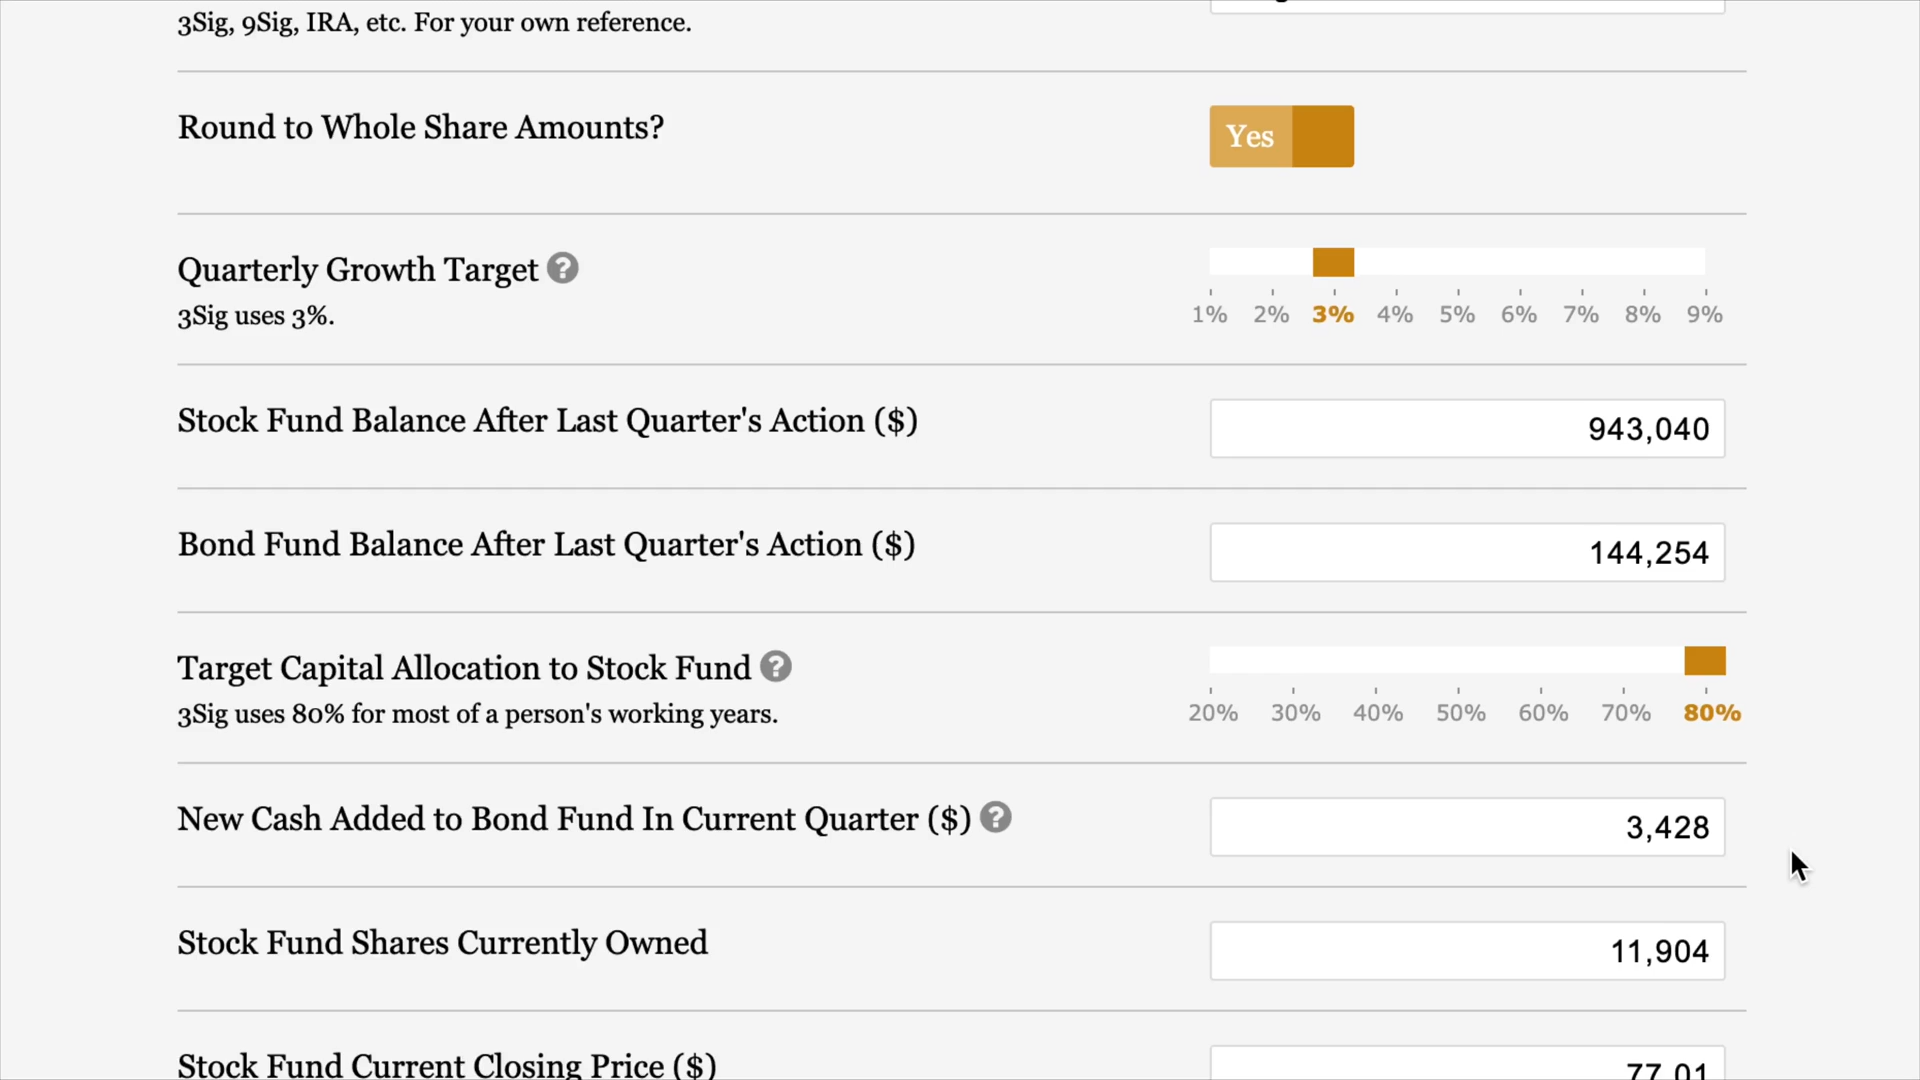 3Sig, 9Sig, IRA, etc. For your own reference.
Round to Whole Share Amounts?
Yes
Quarterly Growth Target ?
3Sig uses 3%.
1% 2% 3% 4% 5% 6% 7% 8% 9%
Stock Fund Balance After Last Quarter's Action ($)
943,040
Bond Fund Balance After Last Quarter's Action ($)
144,254
Target Capital Allocation to Stock Fund ?
3Sig uses 80% for most of a person's working years.
20% 30% 40% 50% 60% 70% 80%
New Cash Added to Bond Fund In Current Quarter ($) ?
3,428
Stock Fund Shares Currently Owned
11,904
Stock Fund Current Closing Price ($)
77.01